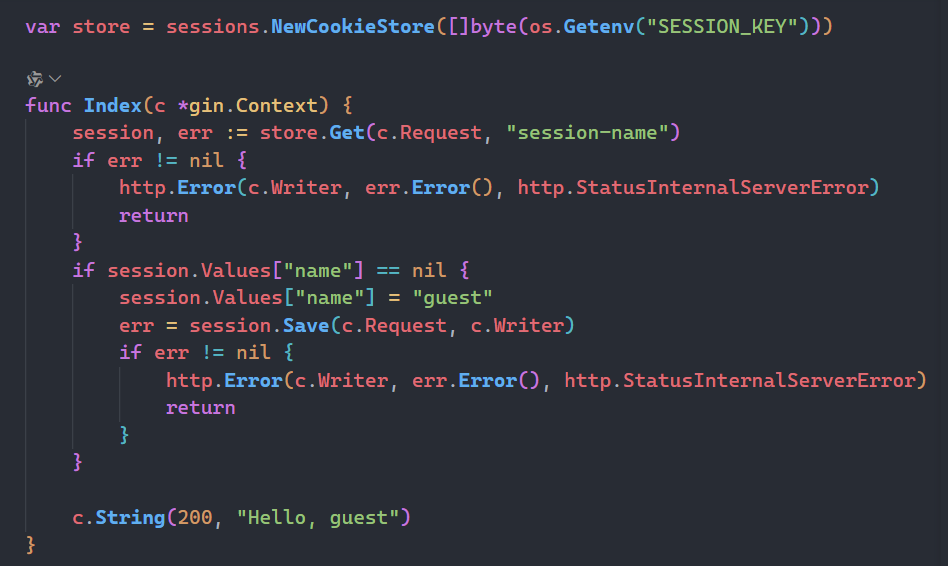 var store = sessions.NewCookieStore([]byte(os.Getenv("SESSION_KEY")))
func Index(c *gin.Context) {
    session, err := store.Get(c.Request, "session-name")
    if err != nil {
        http.Error(c.Writer, err.Error(), http.StatusInternalServerError)
        return
    }
    if session.Values["name"] == nil {
        session.Values["name"] = "guest"
        err = session.Save(c.Request, c.Writer)
        if err != nil {
            http.Error(c.Writer, err.Error(), http.StatusInternalServerError)
            return
        }
    }
    c.String(200, "Hello, guest")
}